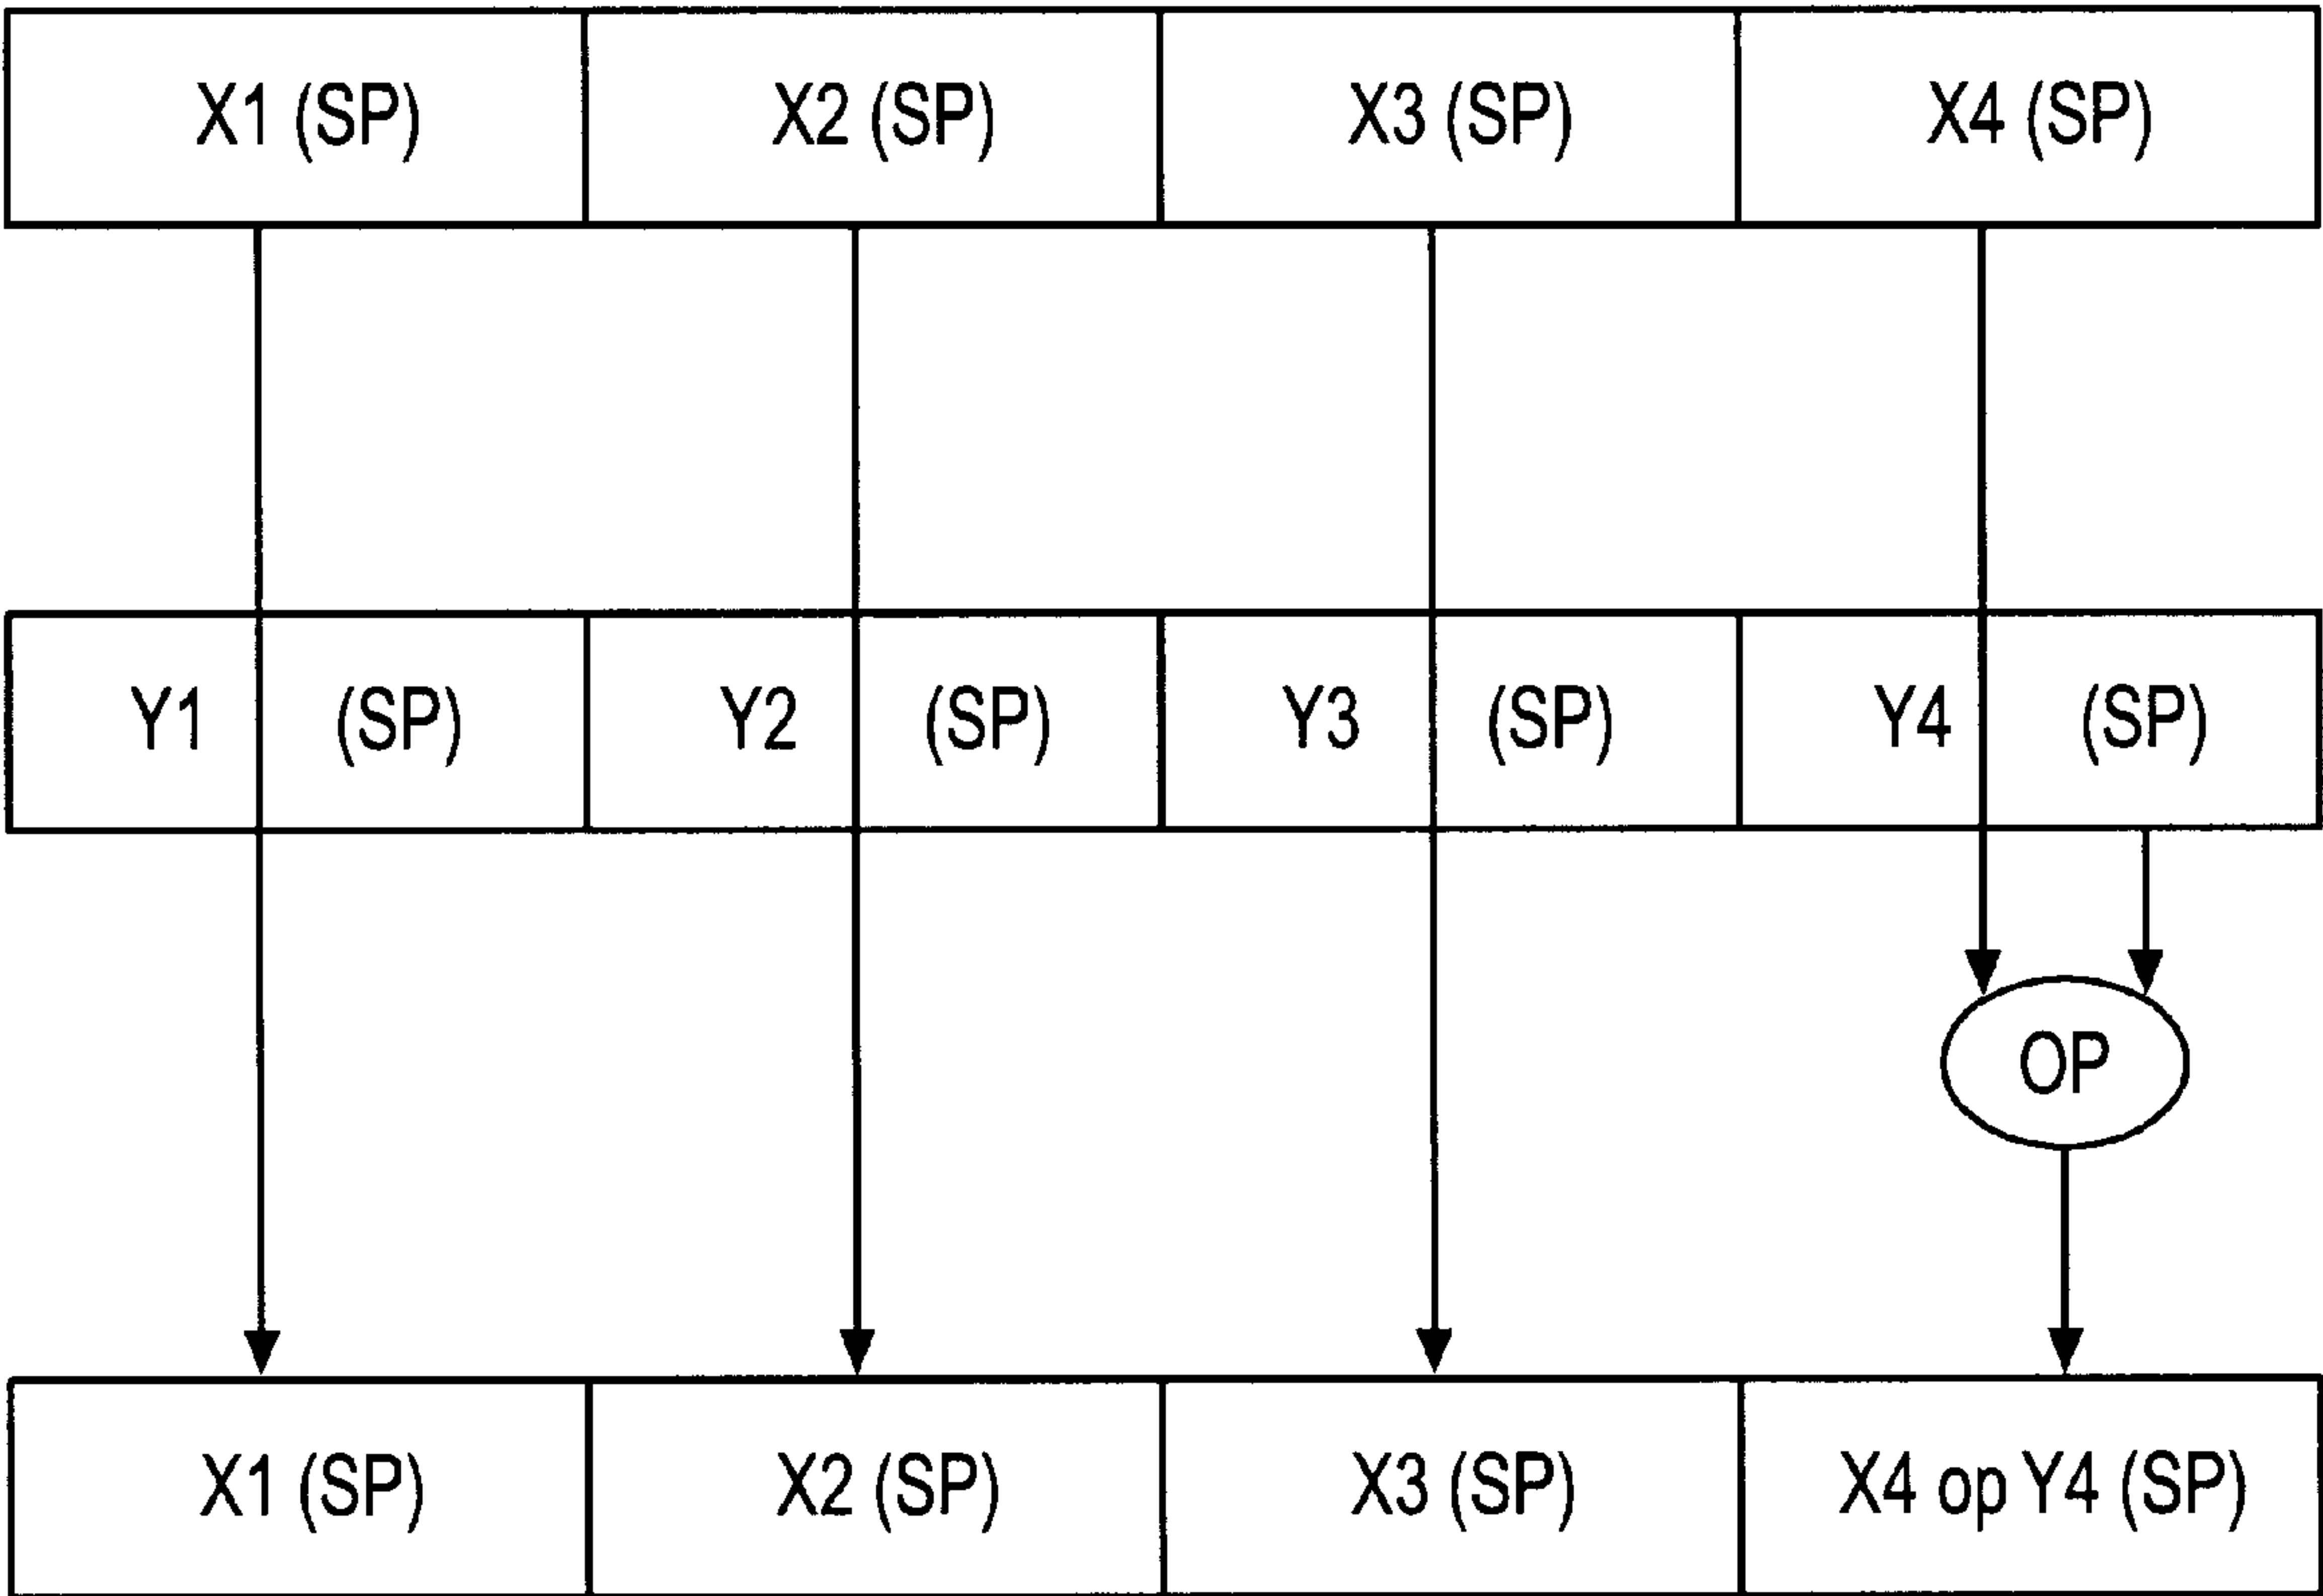 X1 (SP) X2 (SP) X3 (SP) X4 (SP)
Y1 (SP) Y2 (SP) Y3 (SP) Y4 (SP)
OP
X1 (SP) X2 (SP) X3 (SP) X4 op Y4 (SP)